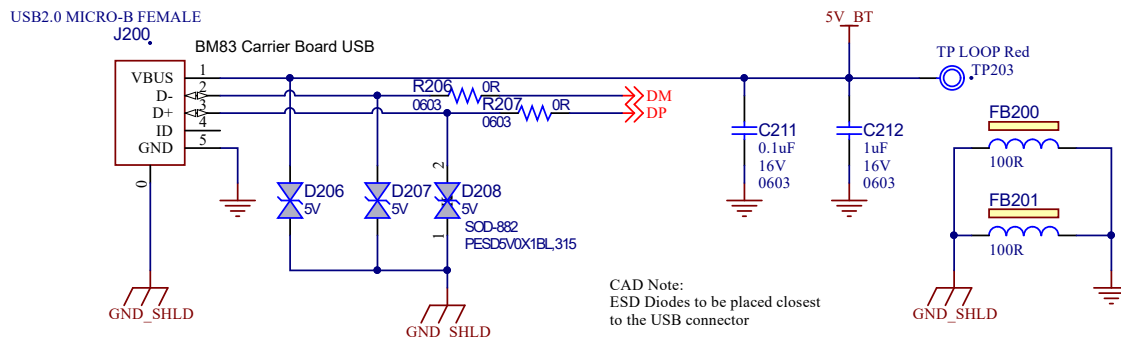 USB2.0 MICRO-B FEMALE
J200
BM83 Carrier Board USB
5V_BT
TP LOOP Red
TP203
VBUS 1
D- 2
D+ 3
ID 4
GND 5
0
R206 0R
0603
R207 0R
0603
DM
DP
C211
0.1uF
16V
0603
C212
1uF
16V
0603
FB200
100R
FB201
100R
D206
5V
D207
5V
2
D208
5V
1
SOD-882
PESD5V0X1BL,315
CAD Note:
ESD Diodes to be placed closest
to the USB connector
GND_SHLD
GND_SHLD
GND_SHLD